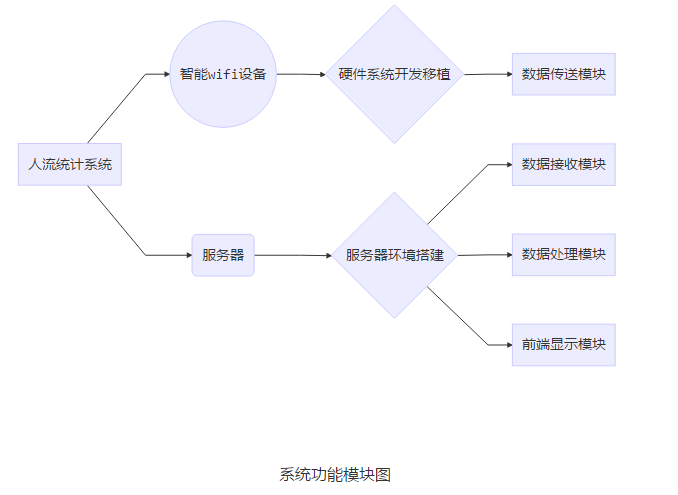 智能wifi设备
硬件系统开发移植
数据传送模块
人流统计系统
数据接收模块
服务器
服务器环境搭建
数据处理模块
前端显示模块
系统功能模块图